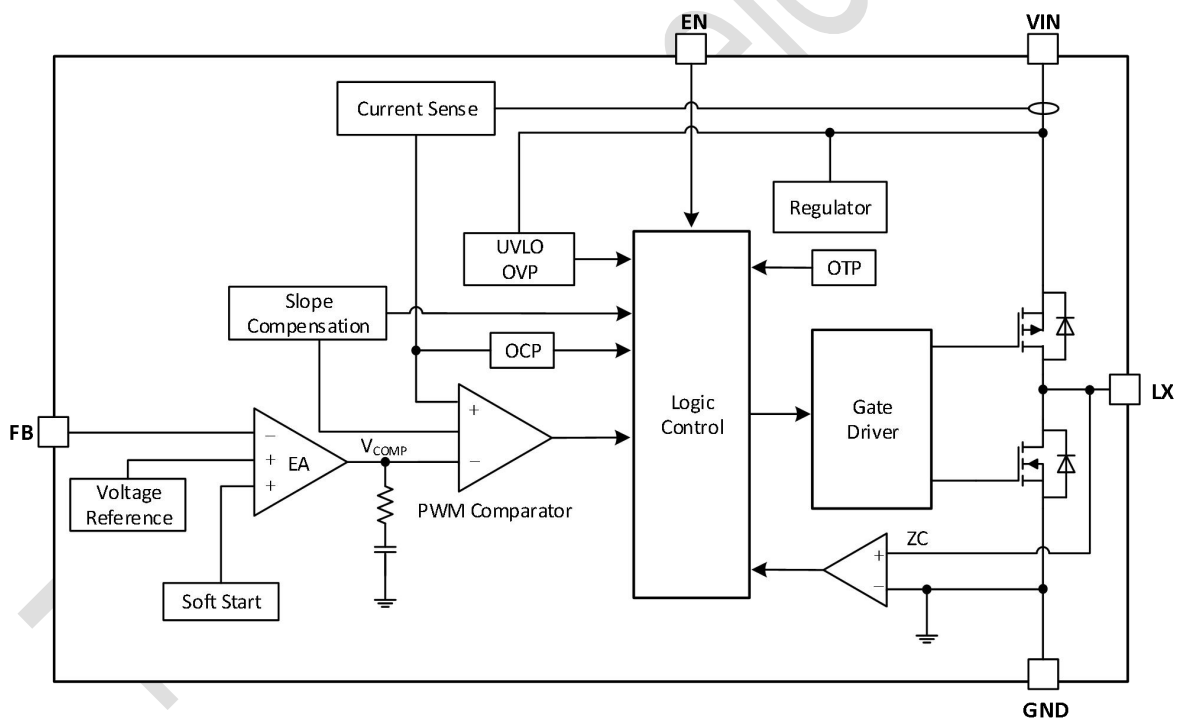 EN
VIN
Current Sense
Regulator
UVLO
OVP
OTP
Slope
Compensation
OCP
Logic
Control
Gate
Driver
LX
FB
+
−
−
+
+
EA
VCOMP
PWM Comparator
Voltage
Reference
Soft Start
ZC
+
−
GND